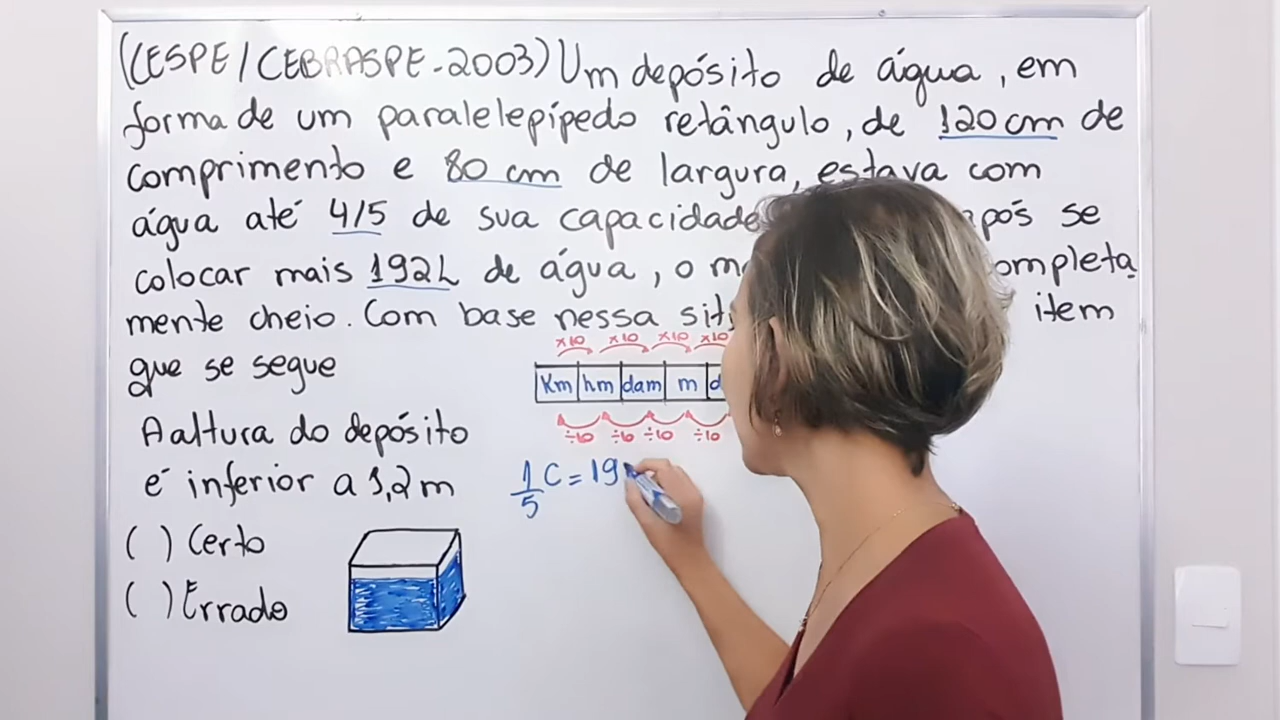 (CESPE/CEBRASPE-2003) Um depósito de água, em
forma de um paralelepípedo retângulo, de 120 cm de
comprimento e 80 cm de largura, estava com
água até 4/5 de sua capacidade se
colocar mais 192L de água, o
mente cheio. Com base nessa item
que se segue
x10 x10 x10 x10
Km hm dam m
÷10 ÷10 ÷10 ÷10
A altura do depósito
é inferior a 1,2 m
1/5 C = 19
( ) Certo
( ) Errado